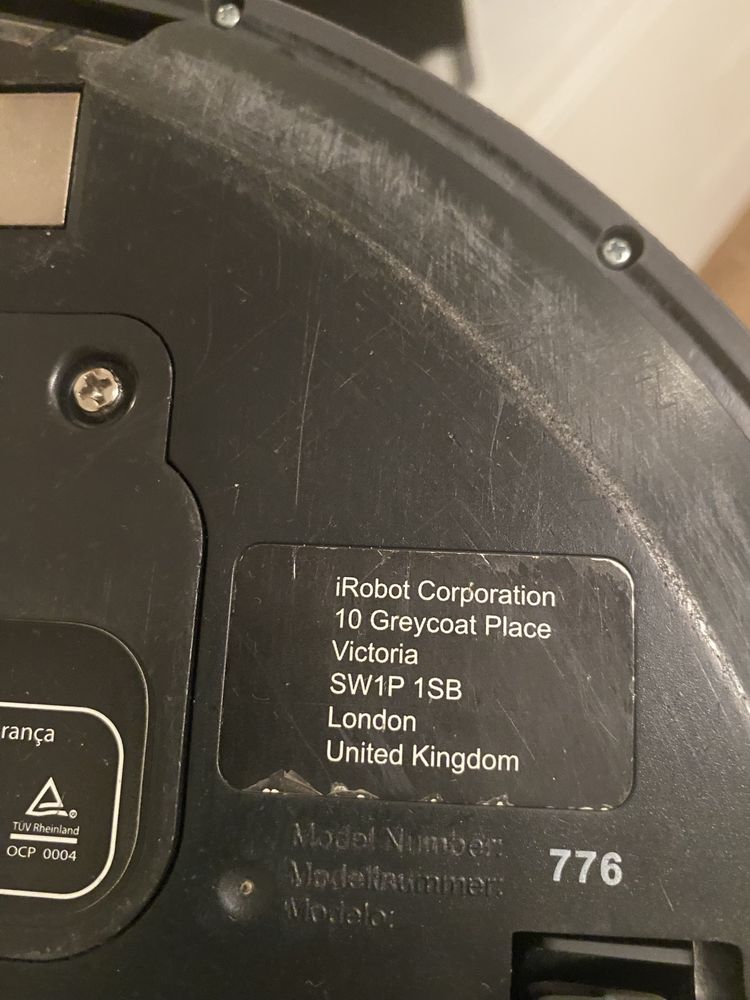 iRobot Corporation
10 Greycoat Place
Victoria
SW1P 1SB
London
United Kingdom
rança
TÜV Rheinland
OCP 0004
Model Number:
Modellnummer:
Modelo:
776